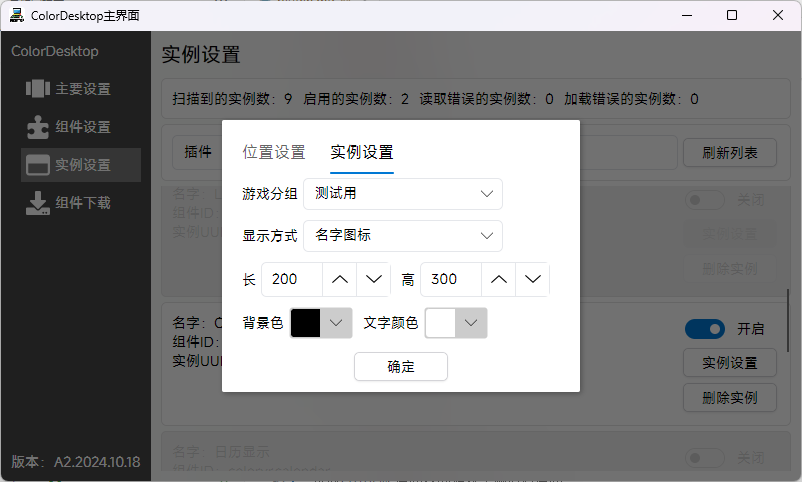 ColorDesktop主界面
ColorDesktop
主要设置
组件设置
实例设置
组件下载
版本：A2.2024.10.18
实例设置
扫描到的实例数：9 启用的实例数：2 读取错误的实例数：0 加载错误的实例数：0
插件
刷新列表
名字：
组件ID
实例UU
关闭
实例设置
删除实例
名字：C
组件ID：
实例UUI
开启
实例设置
删除实例
名字 日历显示
组件ID
关闭
位置设置 实例设置
游戏分组 测试用
显示方式 名字图标
长 200 高 300
背景色 文字颜色
确定